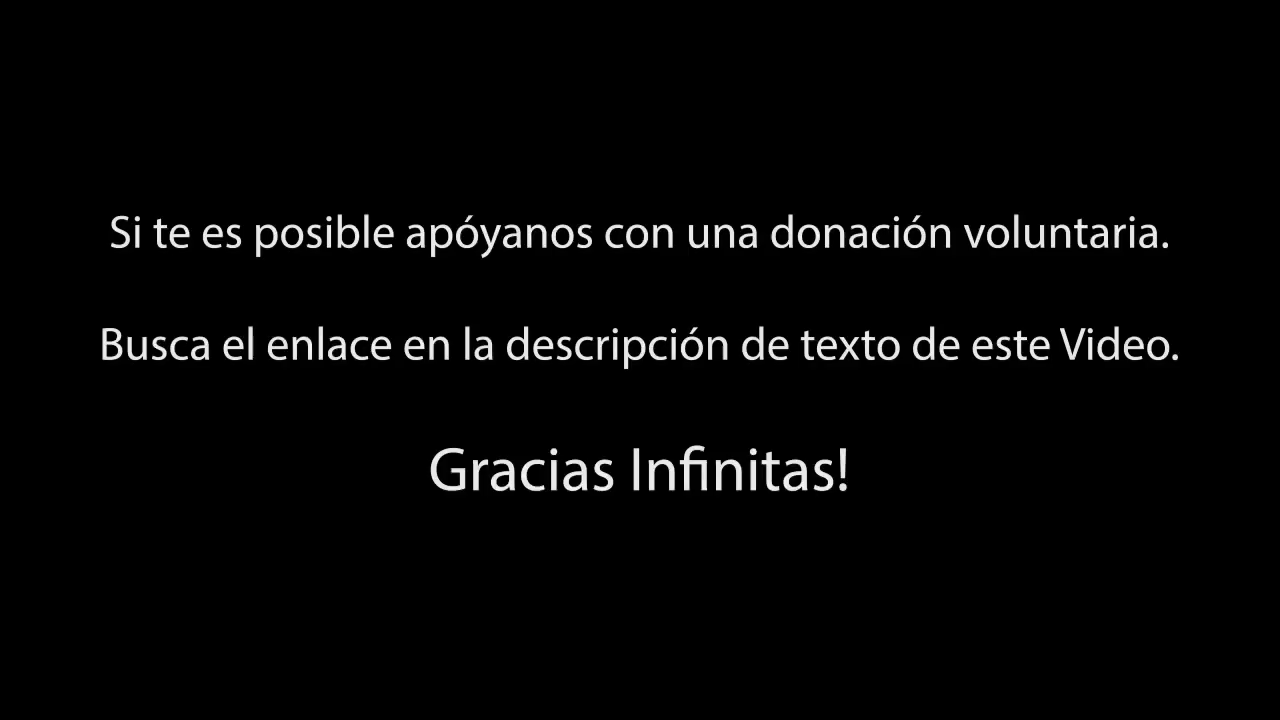 Si te es posible apóyanos con una donación voluntaria.
Busca el enlace en la descripción de texto de este Video.
Gracias Infinitas!